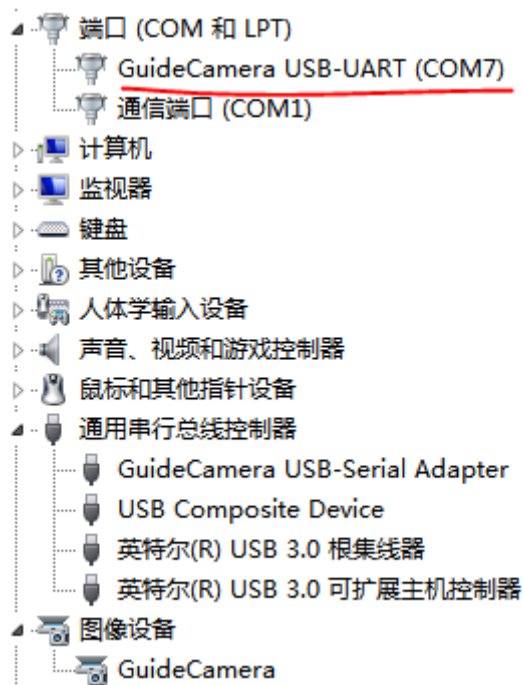 端口 (COM 和 LPT)
GuideCamera USB-UART (COM7)
通信端口 (COM1)
计算机
监视器
键盘
其他设备
人体学输入设备
声音、视频和游戏控制器
鼠标和其他指针设备
通用串行总线控制器
GuideCamera USB-Serial Adapter
USB Composite Device
英特尔(R) USB 3.0 根集线器
英特尔(R) USB 3.0 可扩展主机控制器
图像设备
GuideCamera